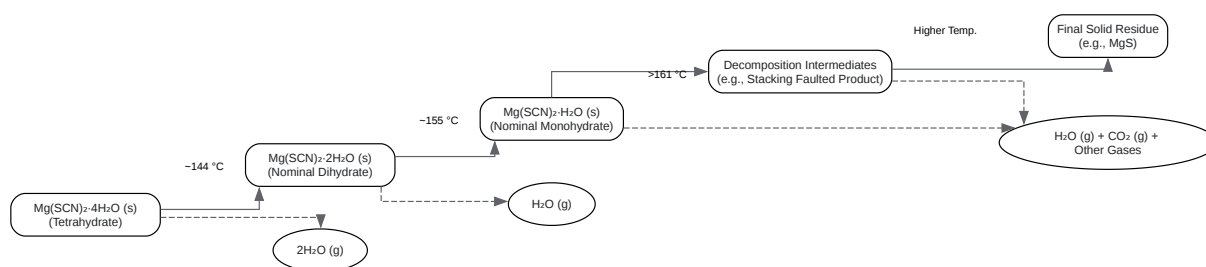 Mg(SCN)₂·4H₂O (s)
(Tetrahydrate)
~144 °C
2H₂O (g)
Mg(SCN)₂·2H₂O (s)
(Nominal Dihydrate)
~155 °C
H₂O (g)
Mg(SCN)₂·H₂O (s)
(Nominal Monohydrate)
>161 °C
Decomposition Intermediates
(e.g., Stacking Faulted Product)
Higher Temp.
Final Solid Residue
(e.g., MgS)
H₂O (g) + CO₂ (g) +
Other Gases